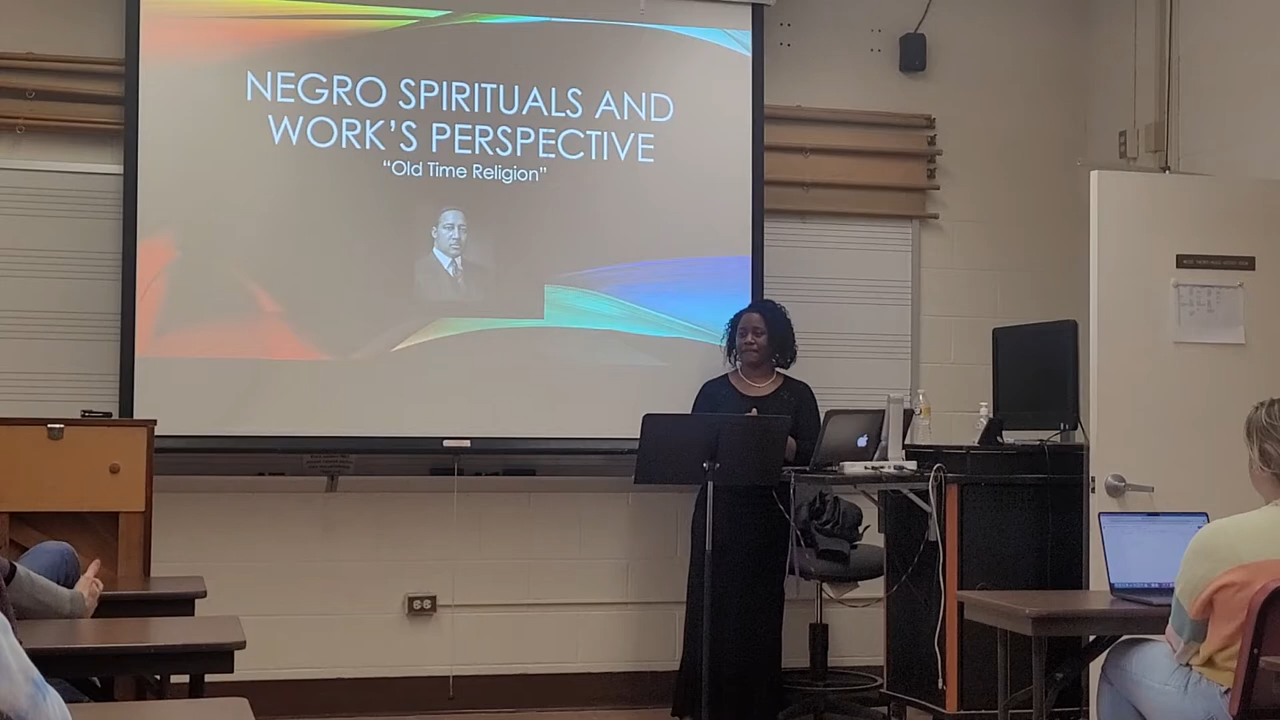 NEGRO SPIRITUALS AND
WORK'S PERSPECTIVE
“Old Time Religion”